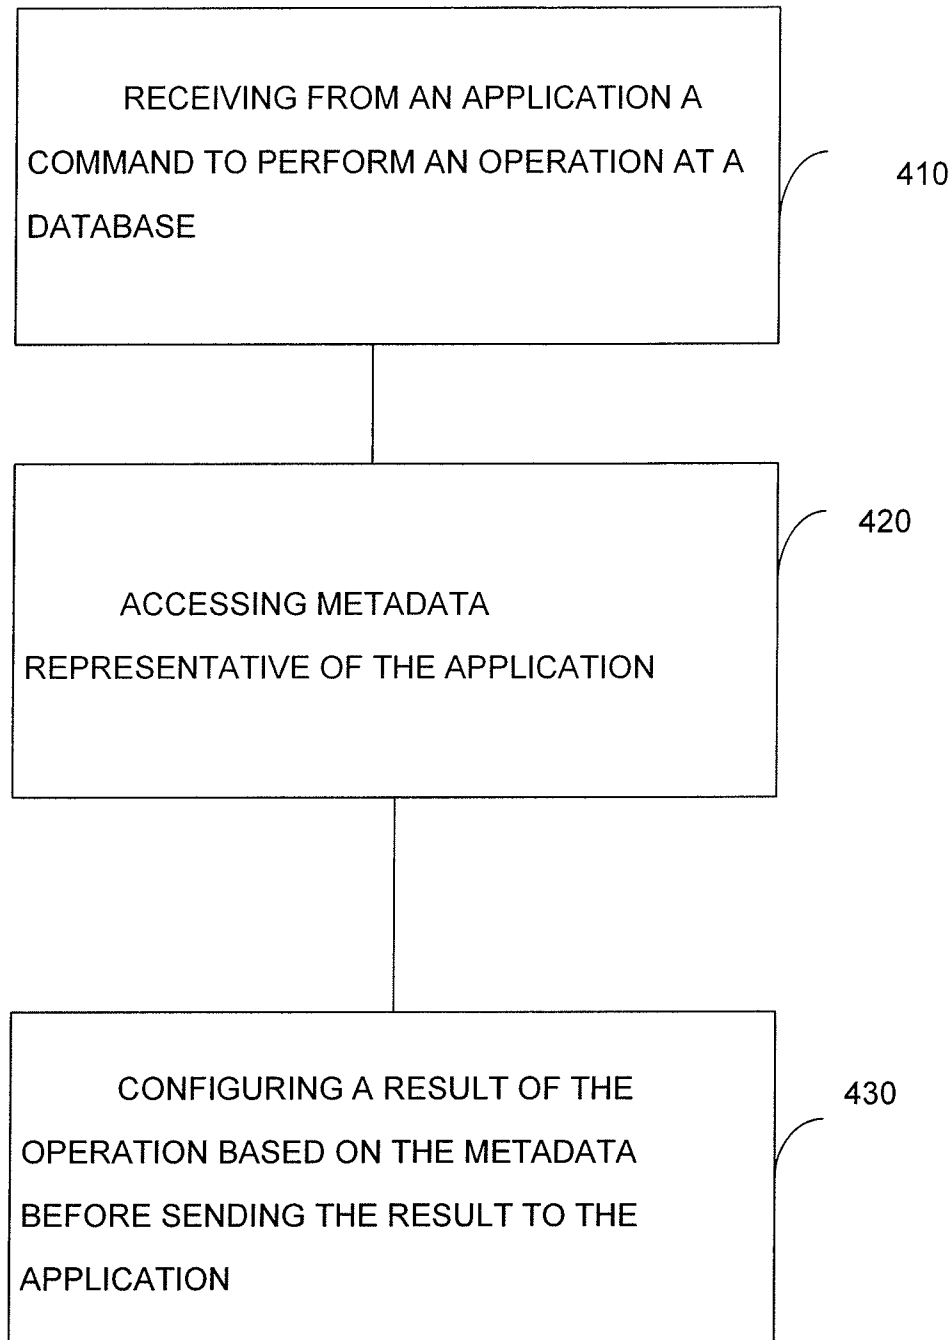 RECEIVING FROM AN APPLICATION A
COMMAND TO PERFORM AN OPERATION AT A
DATABASE
410
420
ACCESSING METADATA
REPRESENTATIVE OF THE APPLICATION
CONFIGURING A RESULT OF THE
430
OPERATION BASED ON THE METADATA
BEFORE SENDING THE RESULT TO THE
APPLICATION